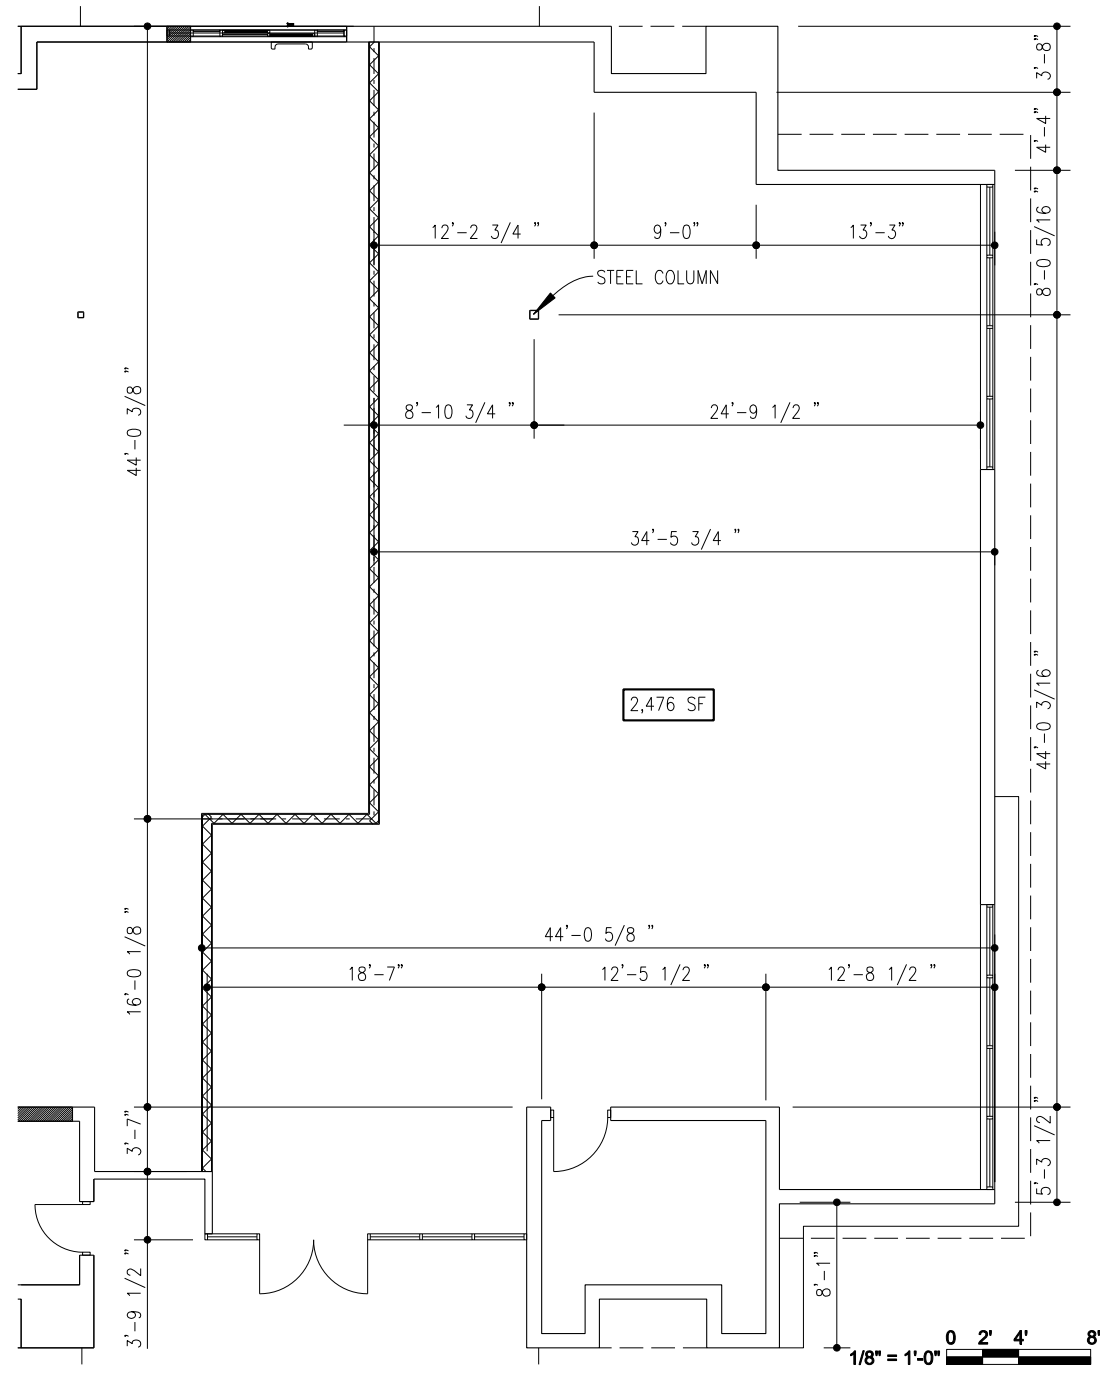 3'-8"
4'-4"
12'-2 3/4 "
9'-0"
13'-3"
8'-0 5/16 "
STEEL COLUMN
44'-0 3/8 "
8'-10 3/4 "
24'-9 1/2 "
34'-5 3/4 "
2,476 SF
44'-0 3/16 "
44'-0 5/8 "
16'-0 1/8 "
18'-7"
12'-5 1/2 "
12'-8 1/2 "
3'-7"
5'-3 1/2 "
3'-9 1/2 "
8'-1"
0 2' 4' 8'
1/8" = 1'-0"